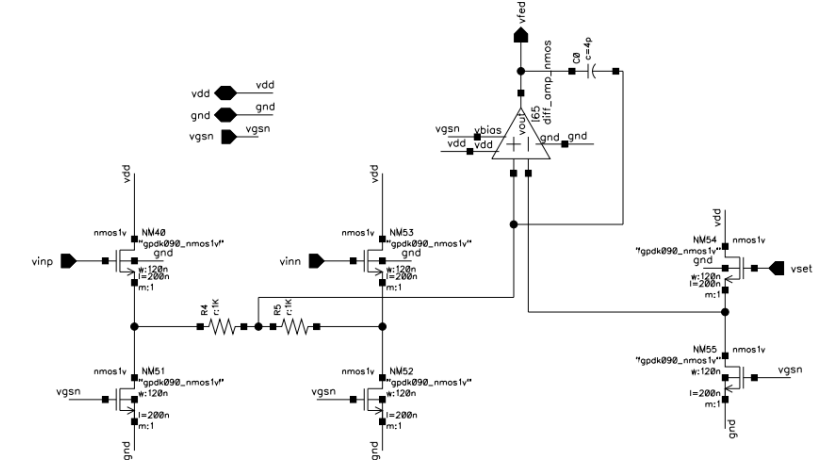 vfed
C0
c=4p
I65
diff_amp_nmos
vdd vdd
gnd gnd
vgsn vgsn
vgsn vbias
vout
vdd vdd
gnd gnd
+ −
vdd
nmos1v NM40
"gpdk090_nmos1v"
gnd
vinp
w:120n
l=200n
m:1
vdd
nmos1v NM53
"gpdk090_nmos1v"
gnd
vinn
w:120n
l=200n
m:1
vdd
NM54 nmos1v
"gpdk090_nmos1v"
gnd
vset
w:120n
l=200n
m:1
R4
r:1K
R5
r:1K
nmos1v NM51
"gpdk090_nmos1v"
vgsn
w:120n
l=200n
m:1
gnd
nmos1v NM52
"gpdk090_nmos1v"
vgsn
w:120n
l=200n
m:1
gnd
NM55 nmos1v
"gpdk090_nmos1v"
w:120n
vgsn
l=200n
m:1
gnd